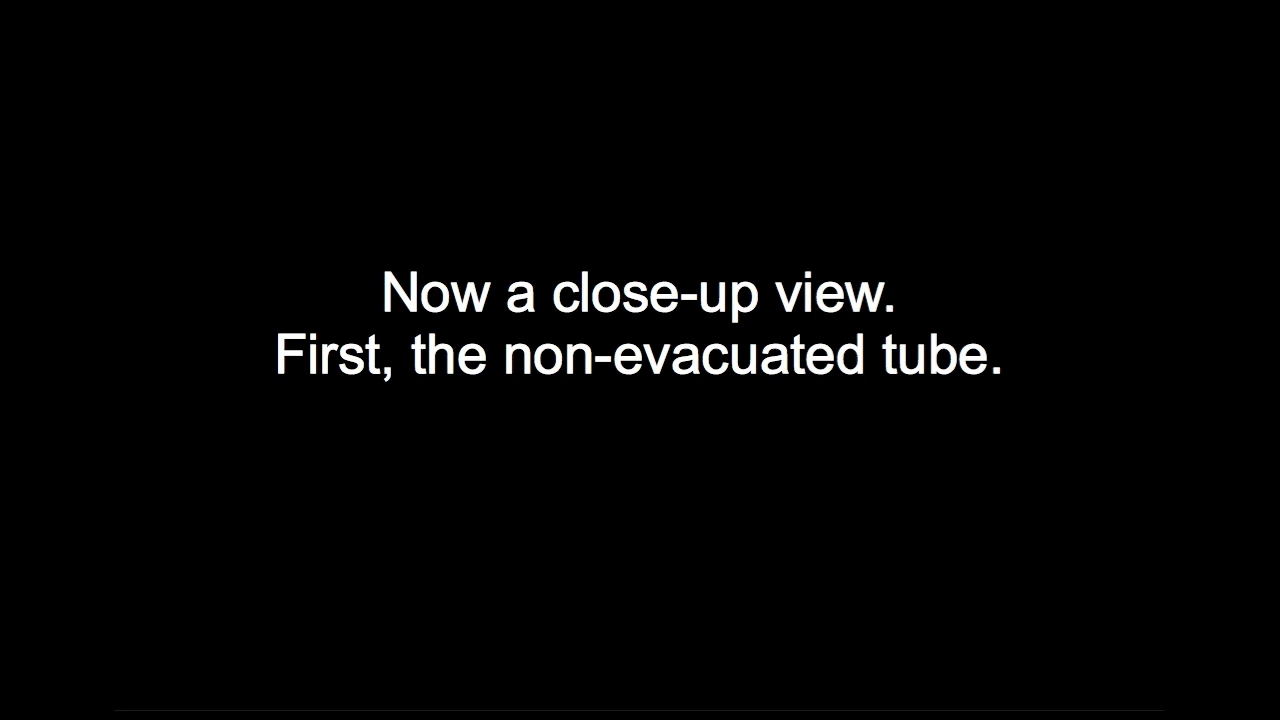 Now a close-up view.
First, the non-evacuated tube.